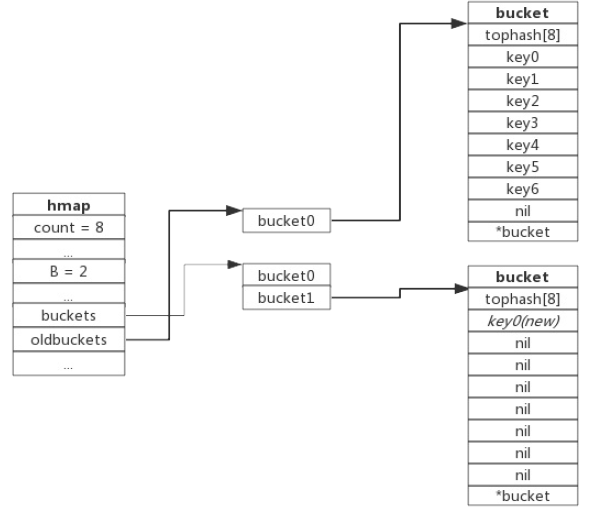 hmap
count = 8
...
B = 2
...
buckets
oldbuckets
...
bucket0
bucket0
bucket1
bucket
tophash[8]
key0
key1
key2
key3
key4
key5
key6
nil
*bucket
bucket
tophash[8]
key0(new)
nil
nil
nil
nil
nil
nil
nil
*bucket